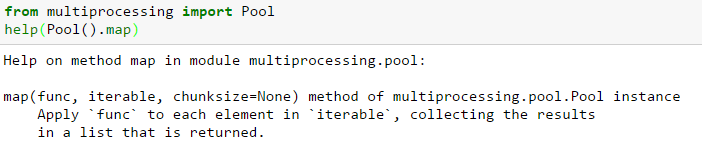 from multiprocessing import Pool
help(Pool().map)
Help on method map in module multiprocessing.pool:
map(func, iterable, chunksize=None) method of multiprocessing.pool.Pool instance
Apply `func` to each element in `iterable`, collecting the results
in a list that is returned.